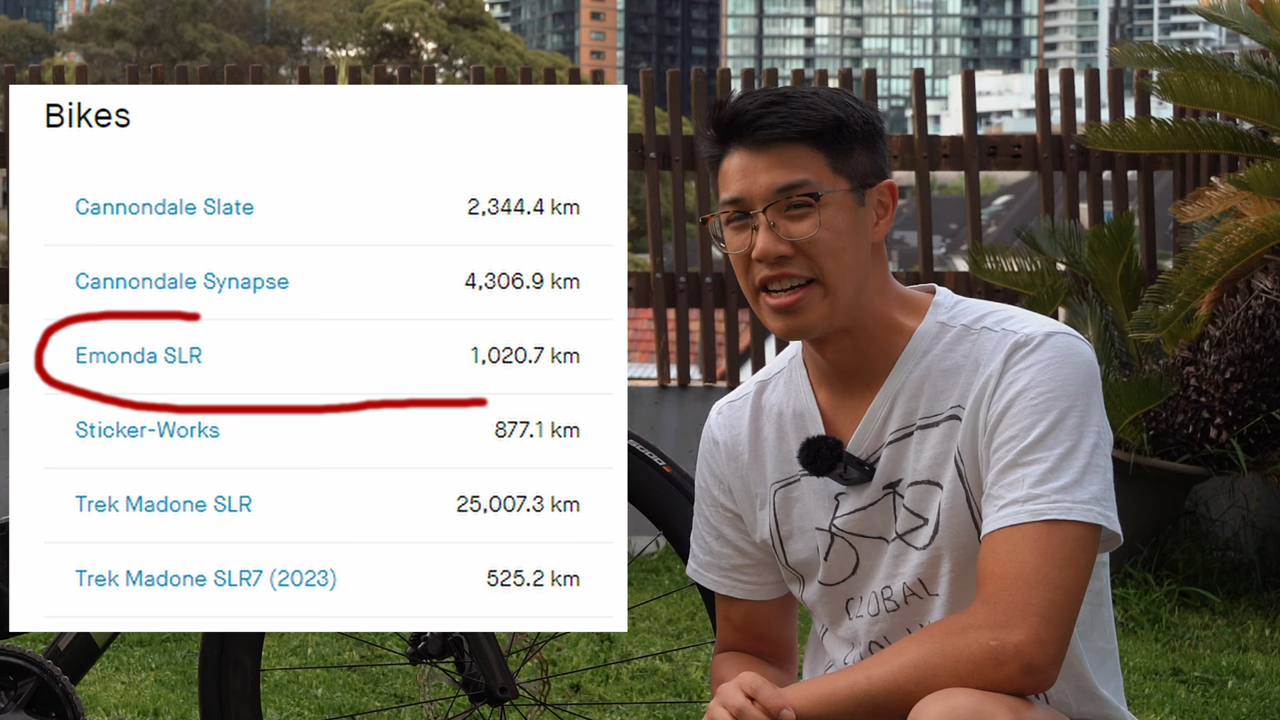 Bikes
Cannondale Slate 2,344.4 km
Cannondale Synapse 4,306.9 km
Emonda SLR 1,020.7 km
Sticker-Works 877.1 km
Trek Madone SLR 25,007.3 km
Trek Madone SLR7 (2023) 525.2 km
5000
GLOBAL